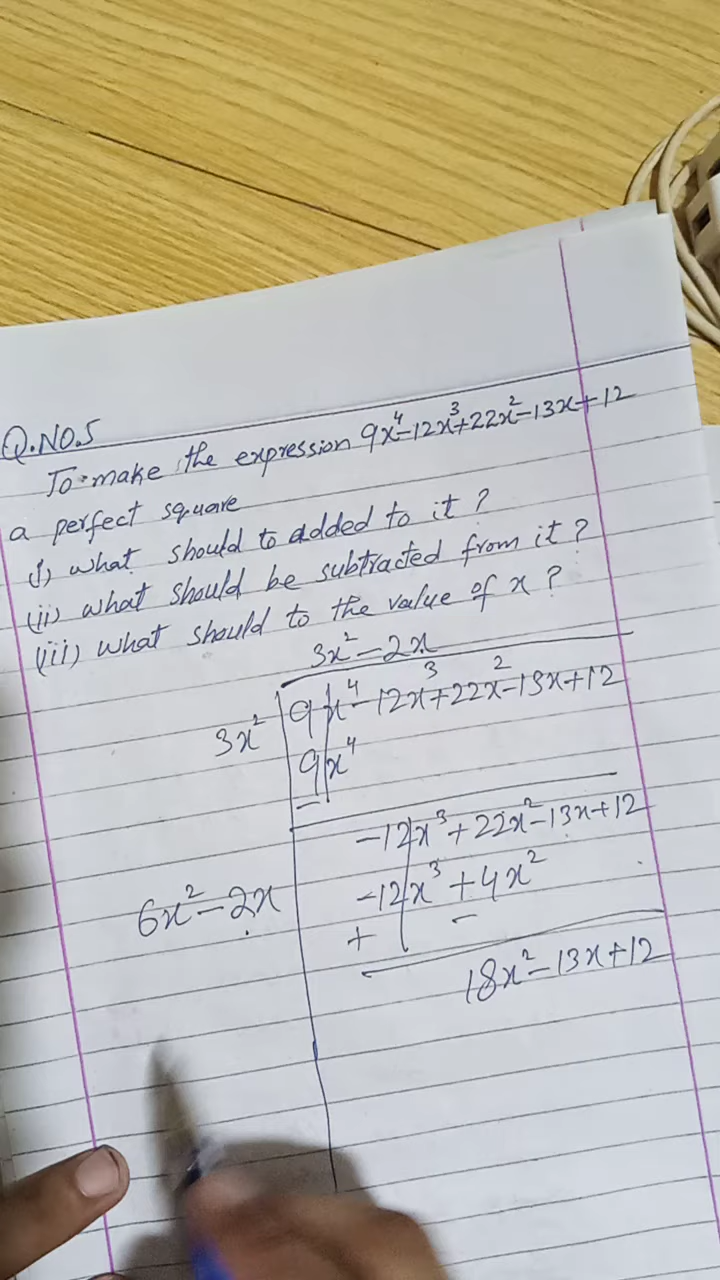 Q.NO.5
To make the expression 9x⁴-12x³+22x²-13x+12
a perfect square
(i) what should to added to it ?
(ii) what should be subtracted from it ?
(iii) what should to the value of x ?
3x²-2x
3x² 9x⁴-12x³+22x²-13x+12
9x⁴
-
-12x³+22x²-13x+12
6x²-2x -12x³+4x²
+ -
18x²-13x+12